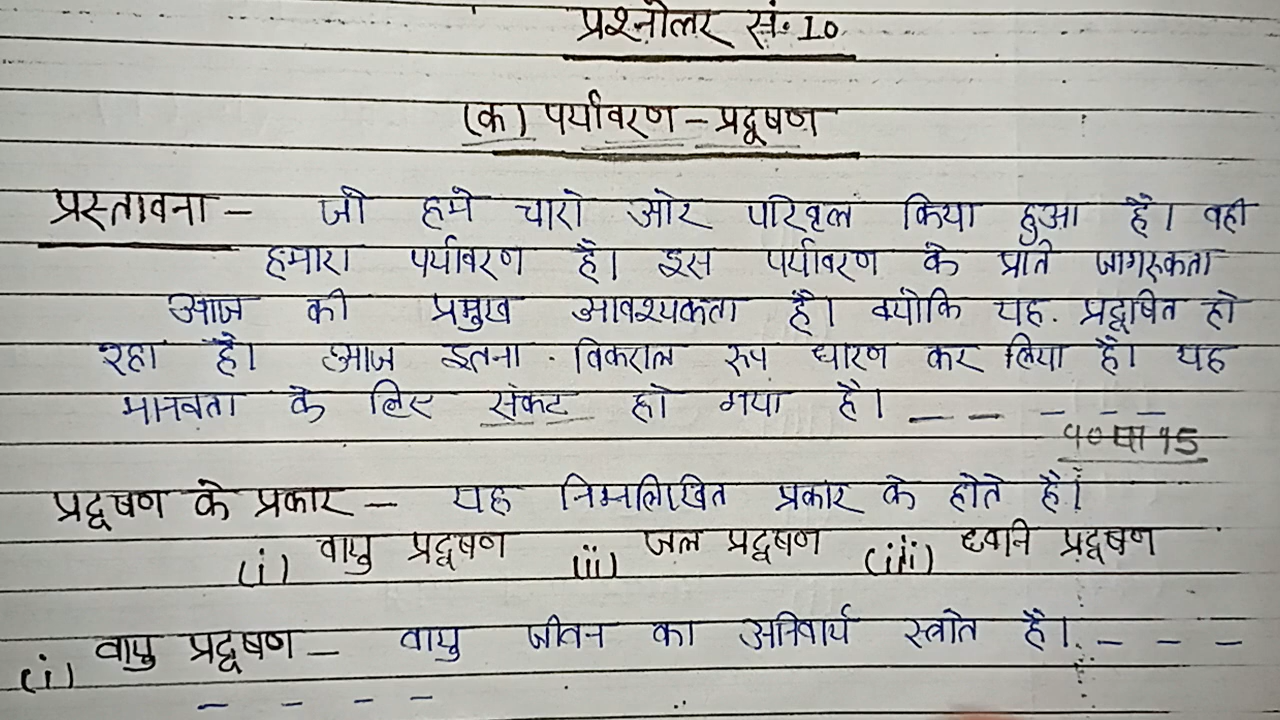 प्रश्नोत्तर सं. 10
(क) पर्यावरण – प्रदूषण
प्रस्तावना – जो हमे चारो ओर परिवृत किया हुआ है। वही
हमारा पर्यावरण है। इस पर्यावरण के प्रति जागरुकता
आज की प्रमुख आवश्यकता है। क्योकि यह. प्रदूषित हो
रहा है। आज इतना . विकराल रुप धारण कर लिया है। यह
मानवता के लिए संकट हो गया है। – – – – –
१० या १5
प्रदूषण के प्रकार – यह निम्नलिखित प्रकार के होते है।
(i) वायु प्रदूषण (ii) जल प्रदूषण (iii) ध्वनि प्रदूषण
(i) वायु प्रदूषण – वायु जीवन का अनिवार्य स्त्रोत है। – – –
– – – –